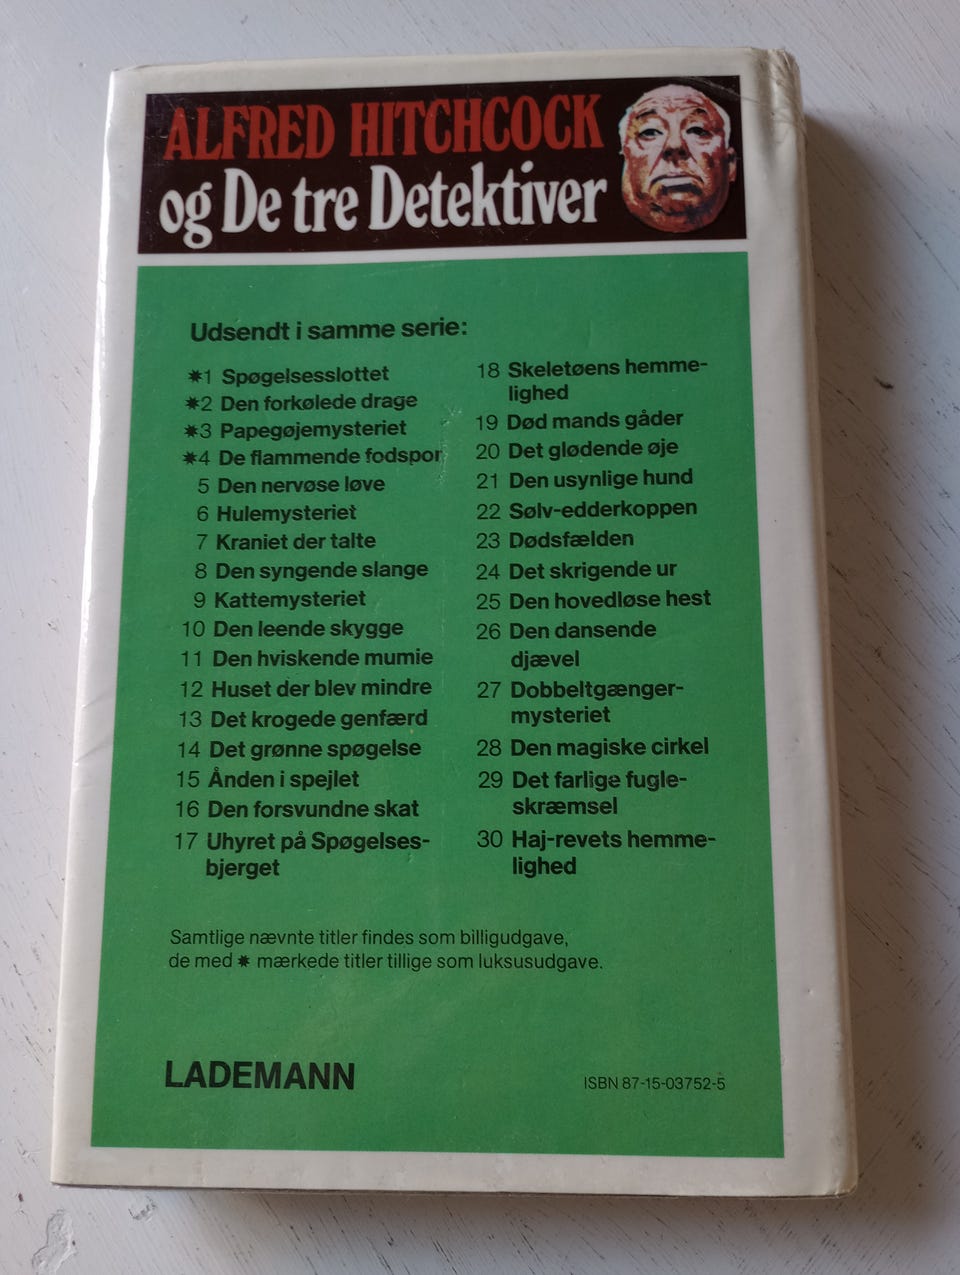 ALFRED HITCHCOCK
og De tre Detektiver
Udsendt i samme serie:
✷1 Spøgelsesslottet
✷2 Den forkølede drage
✷3 Papegøjemysteriet
✷4 De flammende fodspor
5 Den nervøse løve
6 Hulemysteriet
7 Kraniet der talte
8 Den syngende slange
9 Kattemysteriet
10 Den leende skygge
11 Den hviskende mumie
12 Huset der blev mindre
13 Det krogede genfærd
14 Det grønne spøgelse
15 Ånden i spejlet
16 Den forsvundne skat
17 Uhyret på Spøgelses-
bjerget
18 Skeletøens hemme-
lighed
19 Død mands gåder
20 Det glødende øje
21 Den usynlige hund
22 Sølv-edderkoppen
23 Dødsfælden
24 Det skrigende ur
25 Den hovedløse hest
26 Den dansende
djævel
27 Dobbeltgænger-
mysteriet
28 Den magiske cirkel
29 Det farlige fugle-
skræmsel
30 Haj-revets hemme-
lighed
Samtlige nævnte titler findes som billigudgave,
de med ✷ mærkede titler tillige som luksusudgave.
LADEMANN
ISBN 87-15-03752-5